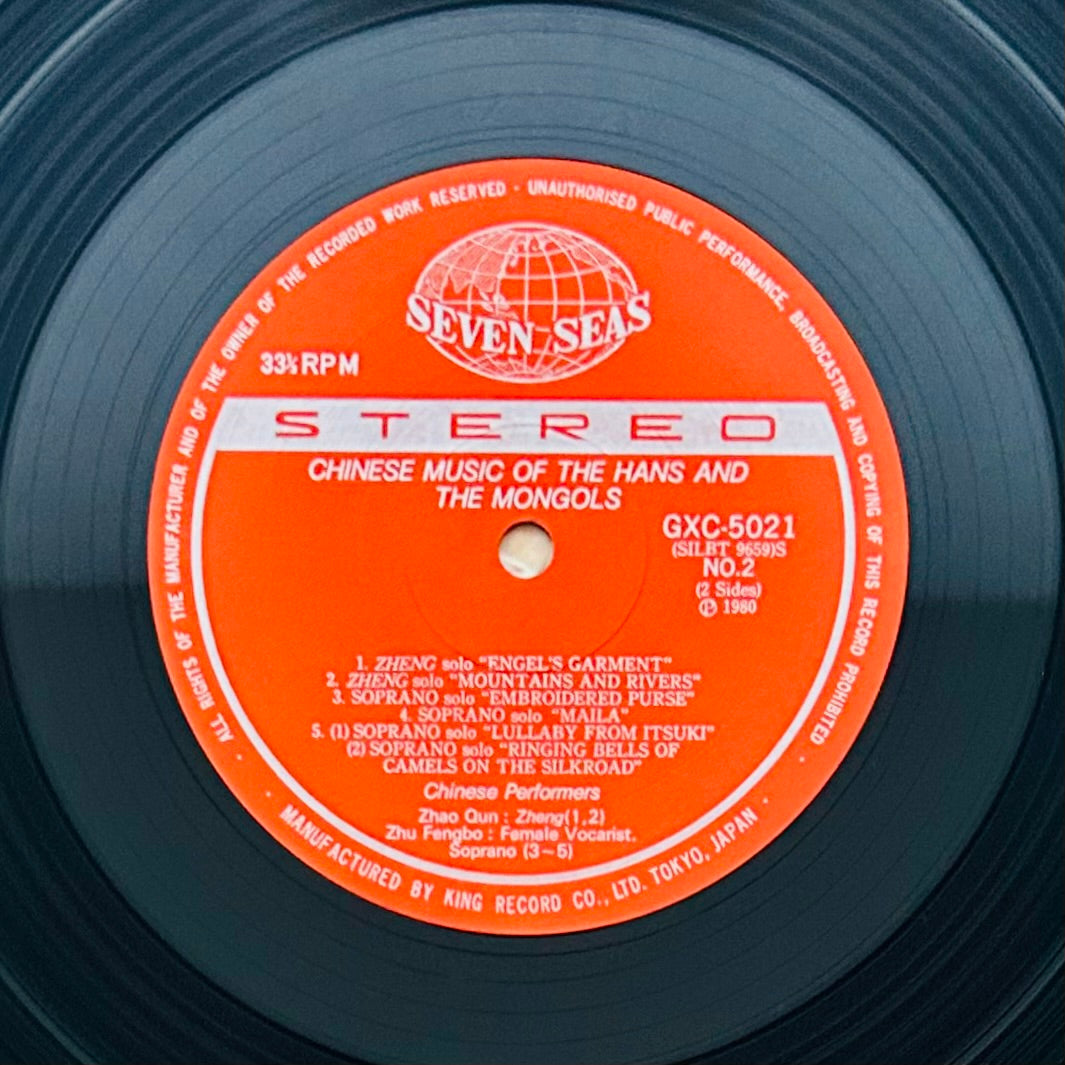 ALL RIGHTS OF THE MANUFACTURER AND OF THE OWNER OF THE RECORDED WORK RESERVED · UNAUTHORISED PUBLIC PERFORMANCE, BROADCASTING AND COPYING OF THIS RECORD PROHIBITED ·
SEVEN SEAS
33⅓RPM
STEREO
CHINESE MUSIC OF THE HANS AND
THE MONGOLS
GXC-5021
(SILBT 9659)S
NO.2
(2 Sides)
℗ 1980
1. ZHENG solo "ENGEL'S GARMENT"
2. ZHENG solo "MOUNTAINS AND RIVERS"
3. SOPRANO solo "EMBROIDERED PURSE"
4. SOPRANO solo "MAILA"
5. (1) SOPRANO solo "LULLABY FROM ITSUKI"
(2) SOPRANO solo "RINGING BELLS OF
CAMELS ON THE SILKROAD"
Chinese Performers
Zhao Qun : Zheng(1,2)
Zhu Fengbo : Female Vocarist.
Soprano (3~5)
· MANUFACTURED BY KING RECORD CO., LTD. TOKYO, JAPAN ·